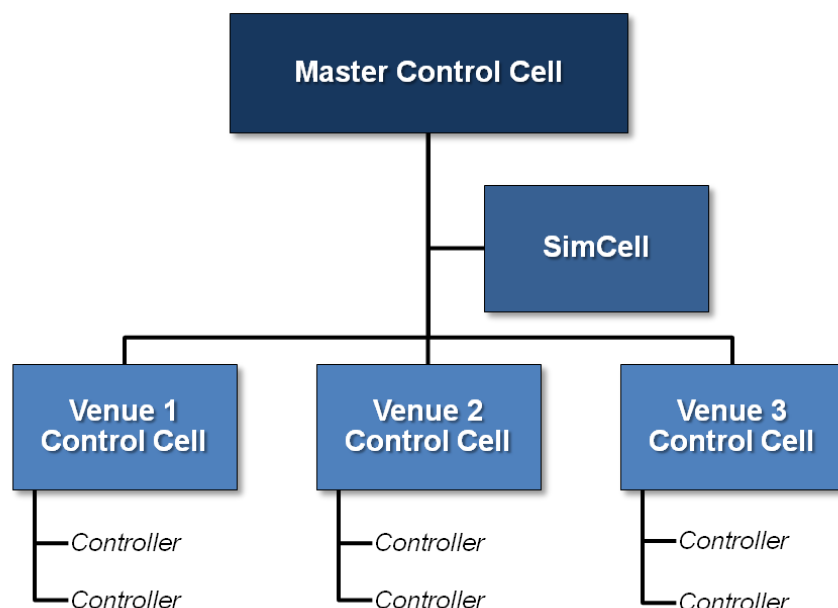 Master Control Cell
SimCell
Venue 1
Control Cell
Venue 2
Control Cell
Venue 3
Control Cell
Controller
Controller
Controller
Controller
Controller
Controller